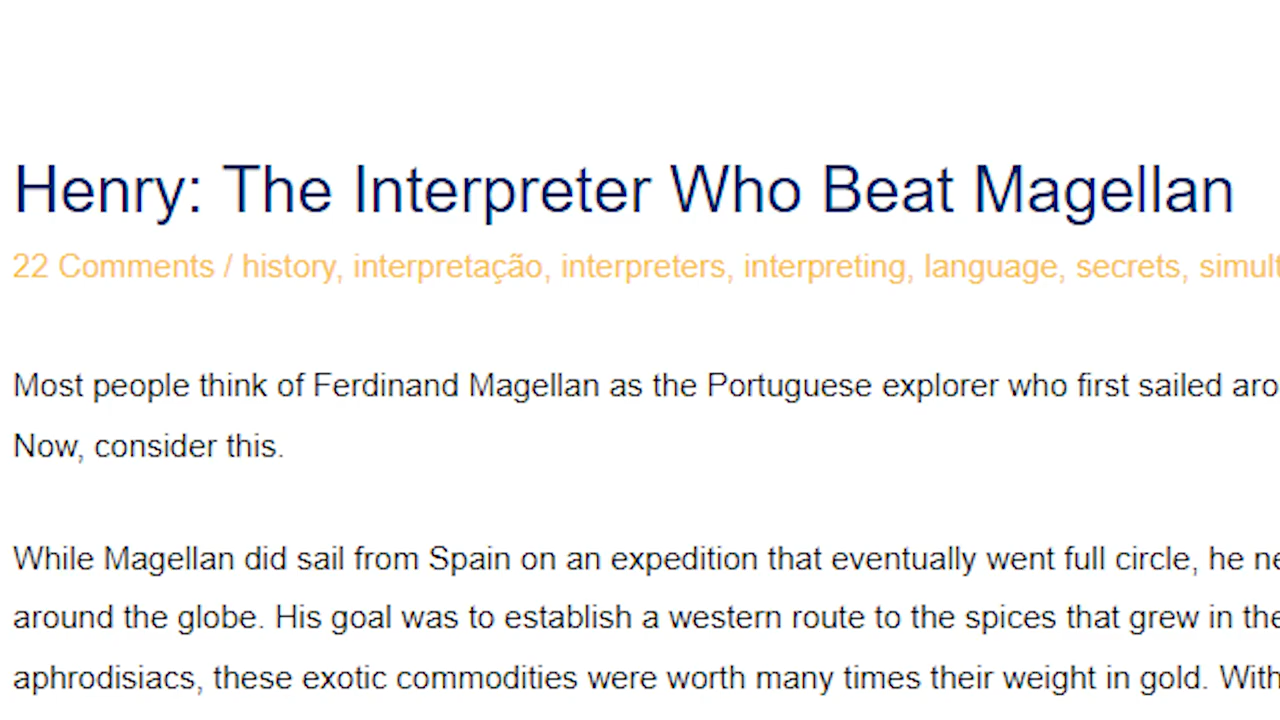 Henry: The Interpreter Who Beat Magellan
22 Comments / history, interpretação, interpreters, interpreting, language, secrets,
Most people think of Ferdinand Magellan as the Portuguese explorer who first sailed
Now, consider this.
While Magellan did sail from Spain on an expedition that eventually went full circle, he
around the globe. His goal was to establish a western route to the spices that grew in the
aphrodisiacs, these exotic commodities were worth many times their weight in gold. With